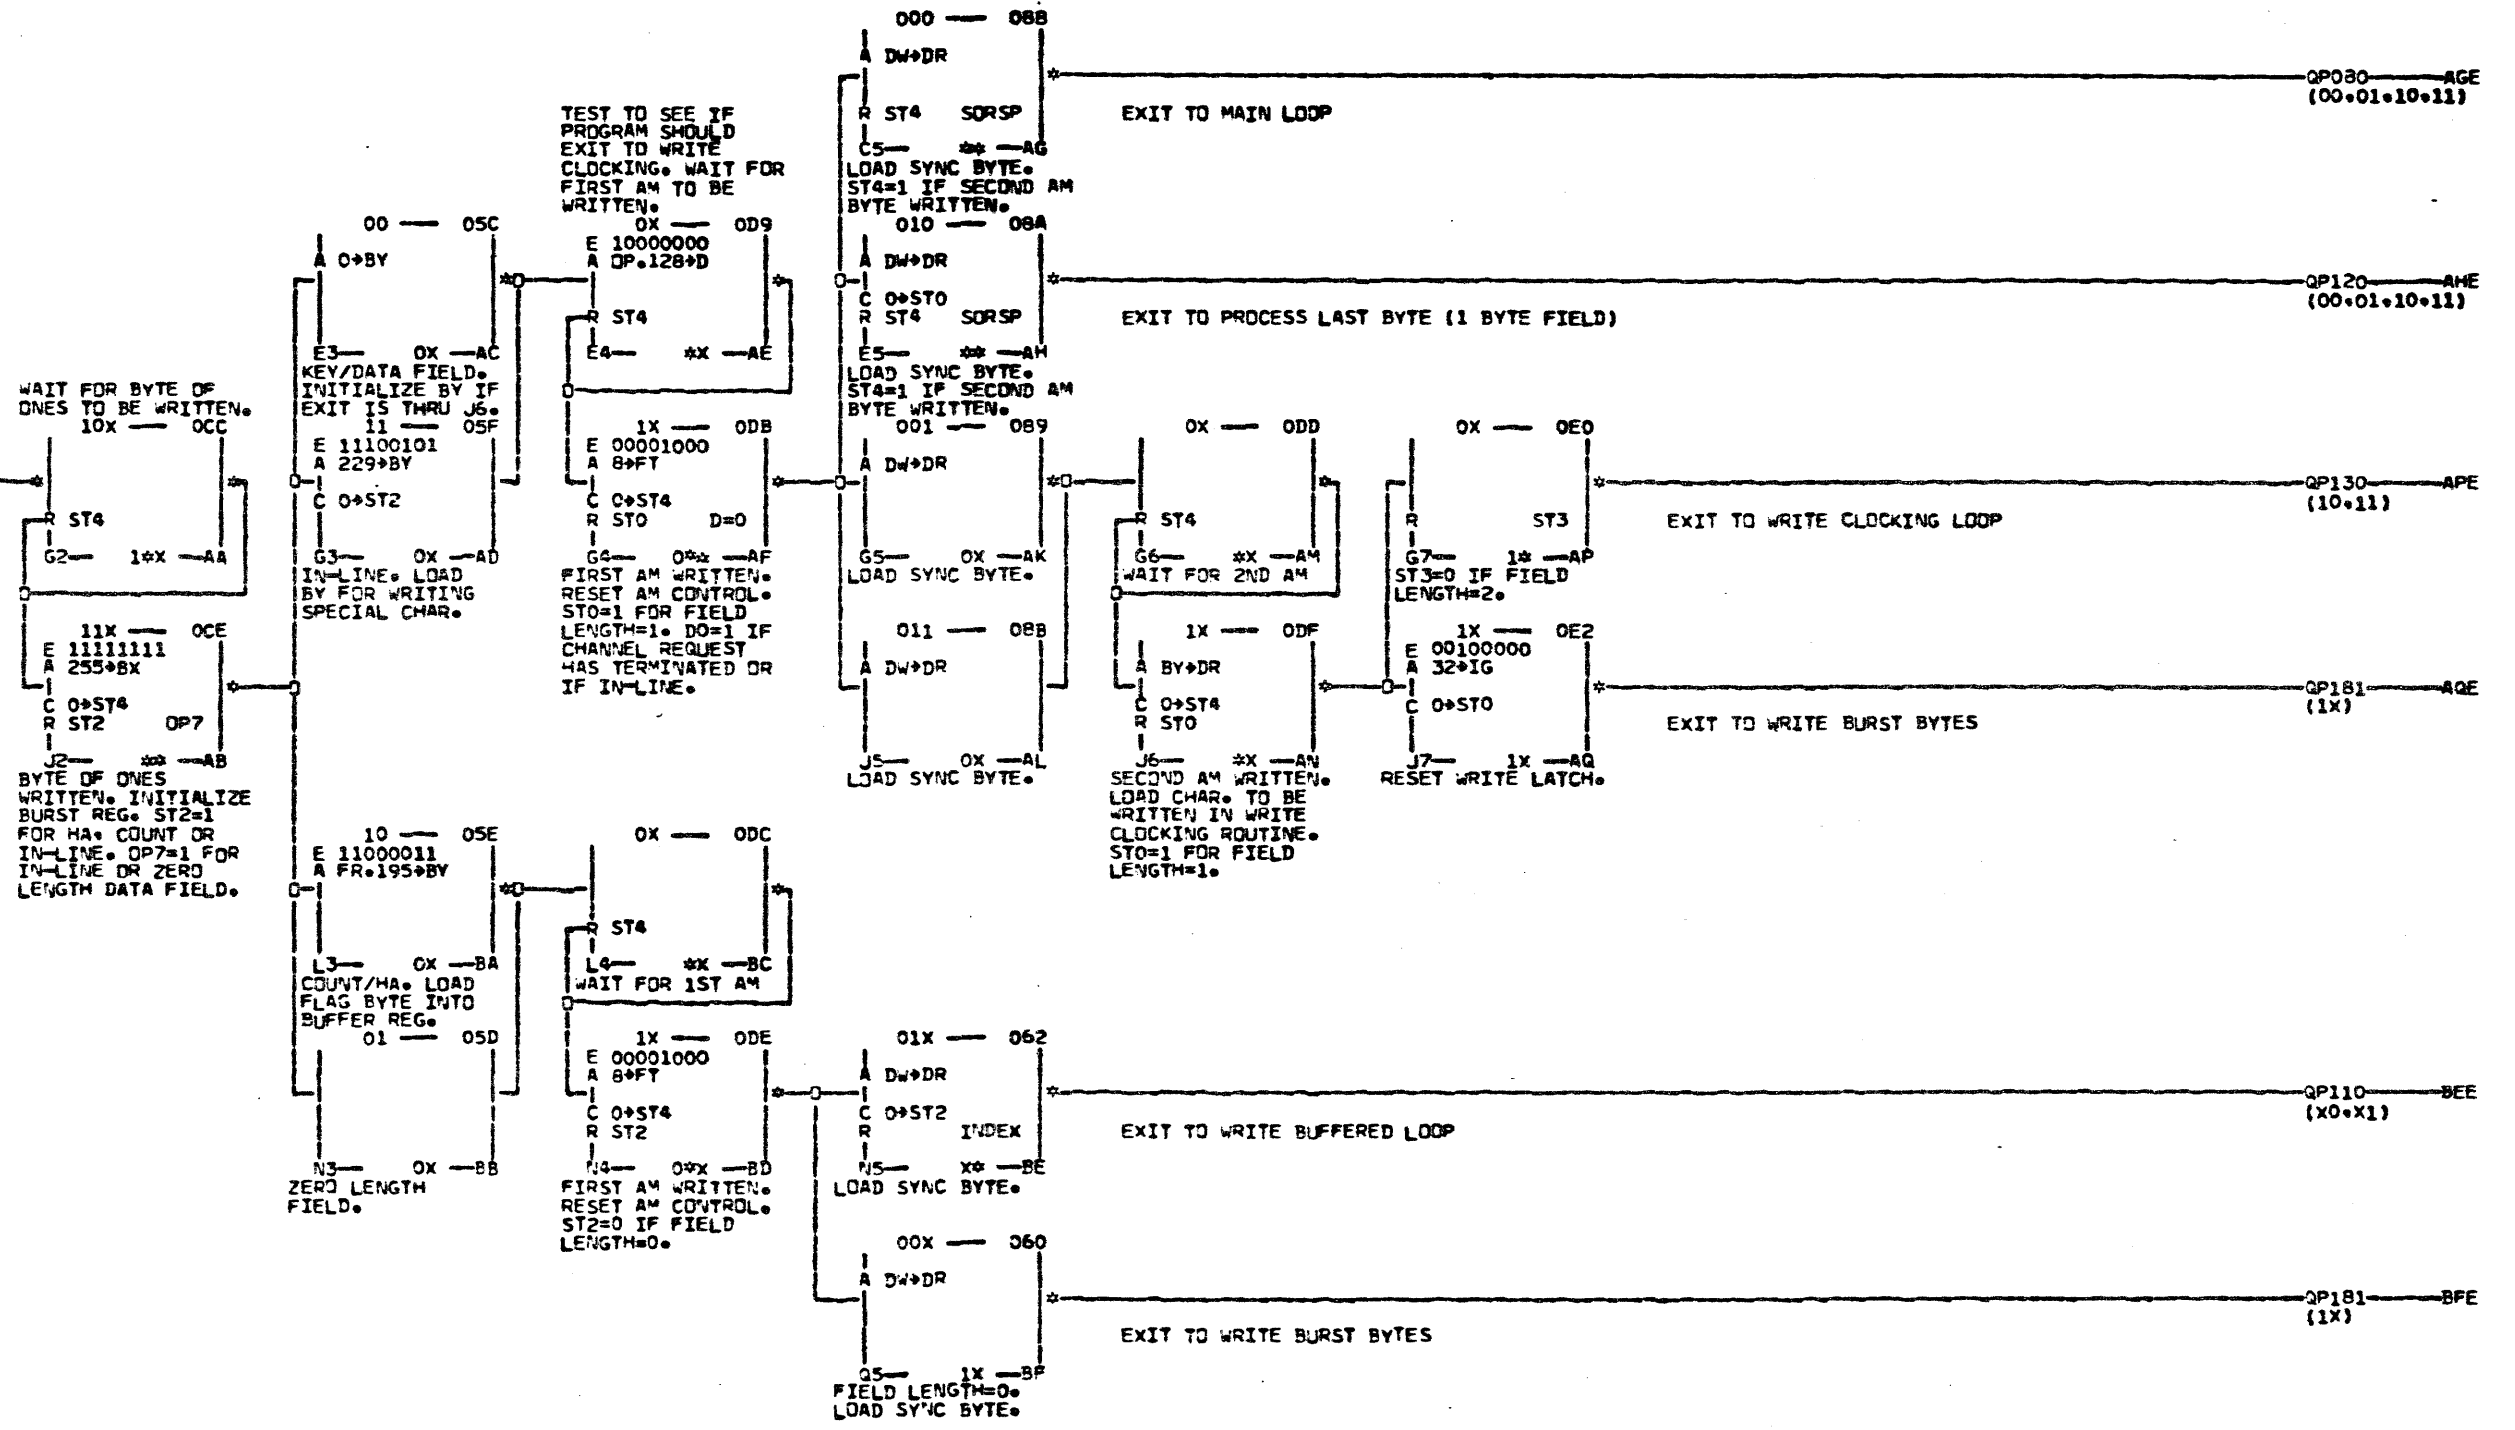 WAIT FOR BYTE OF
ONES TO BE WRITTEN.
10X — 0CC
R ST4
G2— 1*X —AA
11X — 0CE
E 11111111
A 255→BX
C 0→ST4
R ST2 OP7
J2— ** —AB
BYTE OF ONES
WRITTEN. INITIALIZE
BURST REG. ST2=1
FOR HA. COUNT OR
IN-LINE. OP7=1 FOR
IN-LINE OR ZERO
LENGTH DATA FIELD.
00 — 05C
A 0→BY
E3— 0X —AC
KEY/DATA FIELD.
INITIALIZE BY IF
EXIT IS THRU J6.
11 — 05F
E 11100101
A 229→BY
C 0→ST2
G3— 0X —AD
IN-LINE. LOAD
BY FOR WRITING
SPECIAL CHAR.
10 — 05E
E 11000011
A FR.195→BY
L3— 0X —BA
COUNT/HA. LOAD
FLAG BYTE INTO
BUFFER REG.
01 — 05D
N3— 0X —BB
ZERO LENGTH
FIELD.
TEST TO SEE IF
PROGRAM SHOULD
EXIT TO WRITE
CLOCKING. WAIT FOR
FIRST AM TO BE
WRITTEN.
0X — 0D9
E 10000000
A OP.128→D
R ST4
E4— *X —AE
1X — 0DB
E 00001000
A 8→FT
C 0→ST4
R ST0 D=0
G4— 0** —AF
FIRST AM WRITTEN.
RESET AM CONTROL.
ST0=1 FOR FIELD
LENGTH=1. D0=1 IF
CHANNEL REQUEST
HAS TERMINATED OR
IF IN-LINE.
0X — 0DC
R ST4
L4— *X —BC
WAIT FOR 1ST AM
1X — 0DE
E 00001000
A 8→FT
C 0→ST4
R ST2
N4— 0*X —BD
FIRST AM WRITTEN.
RESET AM CONTROL.
ST2=0 IF FIELD
LENGTH=0.
000 — 088
A DW→DR
R ST4 SORSP
C5— ** —AG
LOAD SYNC BYTE.
ST4=1 IF SECOND AM
BYTE WRITTEN.
EXIT TO MAIN LOOP
QP080 —AGE
(00.01.10.11)
010 — 08A
A DW→DR
C 0→ST0
R ST4 SORSP
E5— ** —AH
LOAD SYNC BYTE.
ST4=1 IF SECOND AM
BYTE WRITTEN.
EXIT TO PROCESS LAST BYTE (1 BYTE FIELD)
QP120 —AHE
(00.01.10.11)
001 — 089
A DW→DR
G5— 0X —AK
LOAD SYNC BYTE.
011 — 08B
A DW→DR
J5— 0X —AL
LOAD SYNC BYTE.
0X — 0DD
R ST4
G6— *X —AM
WAIT FOR 2ND AM
1X — 0DF
A BY→DR
C 0→ST4
R ST0
J6— *X —AN
SECOND AM WRITTEN.
LOAD CHAR. TO BE
WRITTEN IN WRITE
CLOCKING ROUTINE.
ST0=1 FOR FIELD
LENGTH=1.
0X — 0E0
R ST3
G7— 1* —AP
ST3=0 IF FIELD
LENGTH=2.
EXIT TO WRITE CLOCKING LOOP
QP130 —APE
(10.11)
1X — 0E2
E 00100000
A 32→IG
C 0→ST0
J7— 1X —AQ
RESET WRITE LATCH.
EXIT TO WRITE BURST BYTES
QP181 —AQE
(1X)
01X — 062
A DW→DR
C 0→ST2
R INDEX
N5— X* —BE
LOAD SYNC BYTE.
EXIT TO WRITE BUFFERED LOOP
QP110 —BEE
(X0.X1)
00X — 060
A DW→DR
Q5— 1X —BF
FIELD LENGTH=0.
LOAD SYNC BYTE.
EXIT TO WRITE BURST BYTES
QP181 —BFE
(1X)